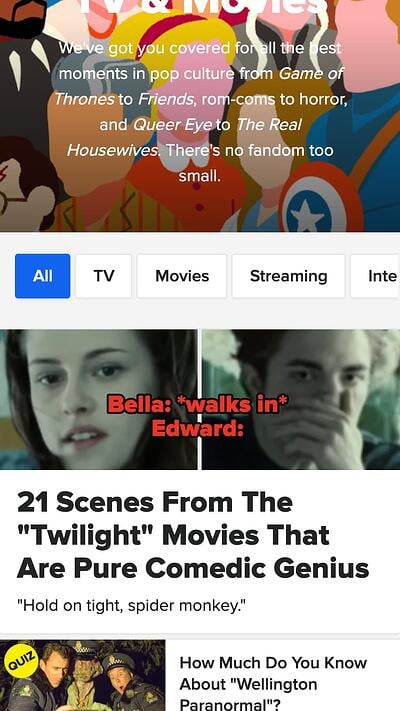 TV & Movies
We've got you covered for all the best
moments in pop culture from Game of
Thrones to Friends, rom-coms to horror,
and Queer Eye to The Real
Housewives. There's no fandom too
small.
All
TV
Movies
Streaming
Inte
Bella: *walks in*
Edward:
21 Scenes From The
"Twilight" Movies That
Are Pure Comedic Genius
"Hold on tight, spider monkey."
QUIZ
How Much Do You Know
About "Wellington
Paranormal"?